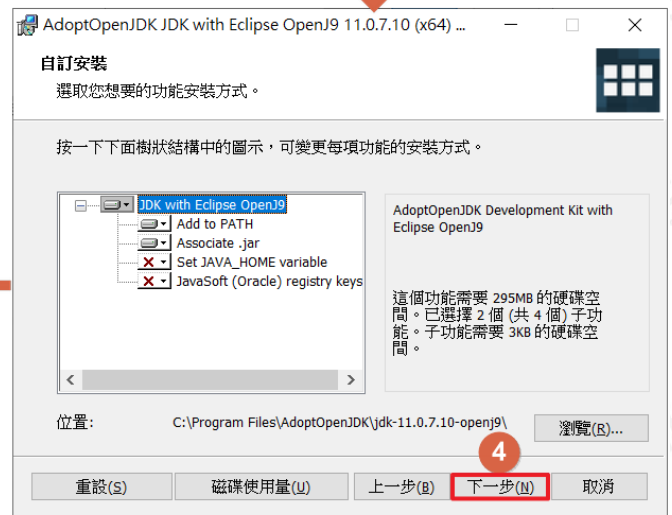 AdoptOpenJDK JDK with Eclipse OpenJ9 11.0.7.10 (x64) ...
自訂安裝
選取您想要的功能安裝方式。
按一下下面樹狀結構中的圖示，可變更每項功能的安裝方式。
JDK with Eclipse OpenJ9
Add to PATH
Associate .jar
Set JAVA_HOME variable
JavaSoft (Oracle) registry keys
AdoptOpenJDK Development Kit with
Eclipse OpenJ9
這個功能需要 295MB 的硬碟空
間。已選擇 2 個 (共 4 個) 子功
能。子功能需要 3KB 的硬碟空
間。
位置:
C:\Program Files\AdoptOpenJDK\jdk-11.0.7.10-openj9\
瀏覽(R)...
4
重設(S)
磁碟使用量(U)
上一步(B)
下一步(N)
取消